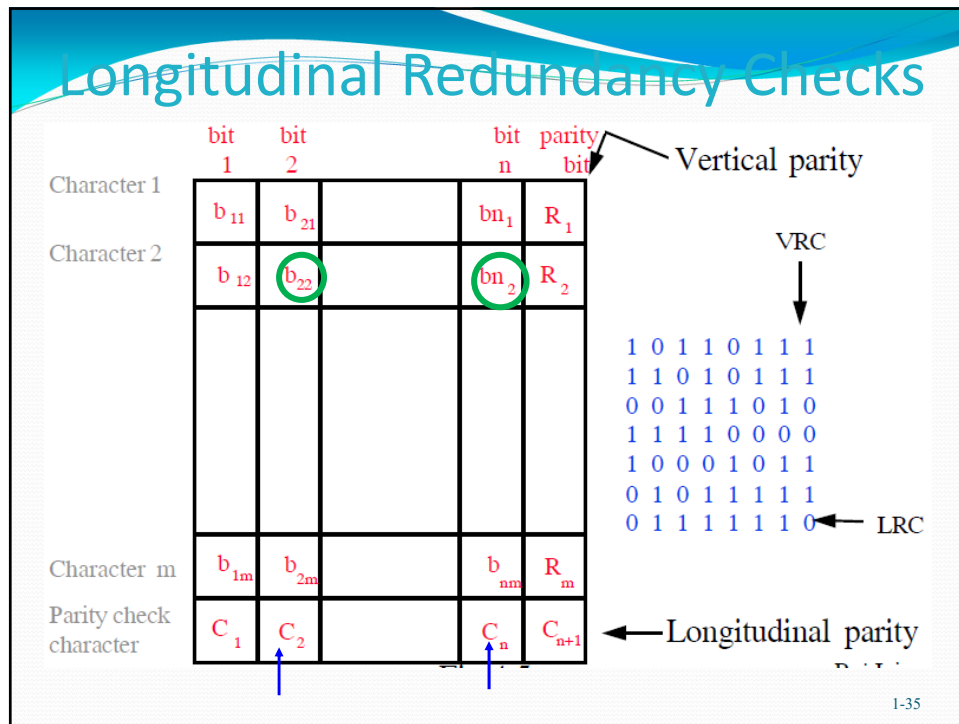 Longitudinal Redundancy Checks
bit bit bit parity
1 2 n bit
Vertical parity
Character 1
b11 b21 bn1 R1
Character 2
b12 b22 bn2 R2
VRC
1 0 1 1 0 1 1 1
1 1 0 1 0 1 1 1
0 0 1 1 1 0 1 0
1 1 1 1 0 0 0 0
1 0 0 0 1 0 1 1
0 1 0 1 1 1 1 1
0 1 1 1 1 1 1 0
LRC
Character m
b1m b2m bnm Rm
Parity check
character
C1 C2 Cn Cn+1
Longitudinal parity
1-35